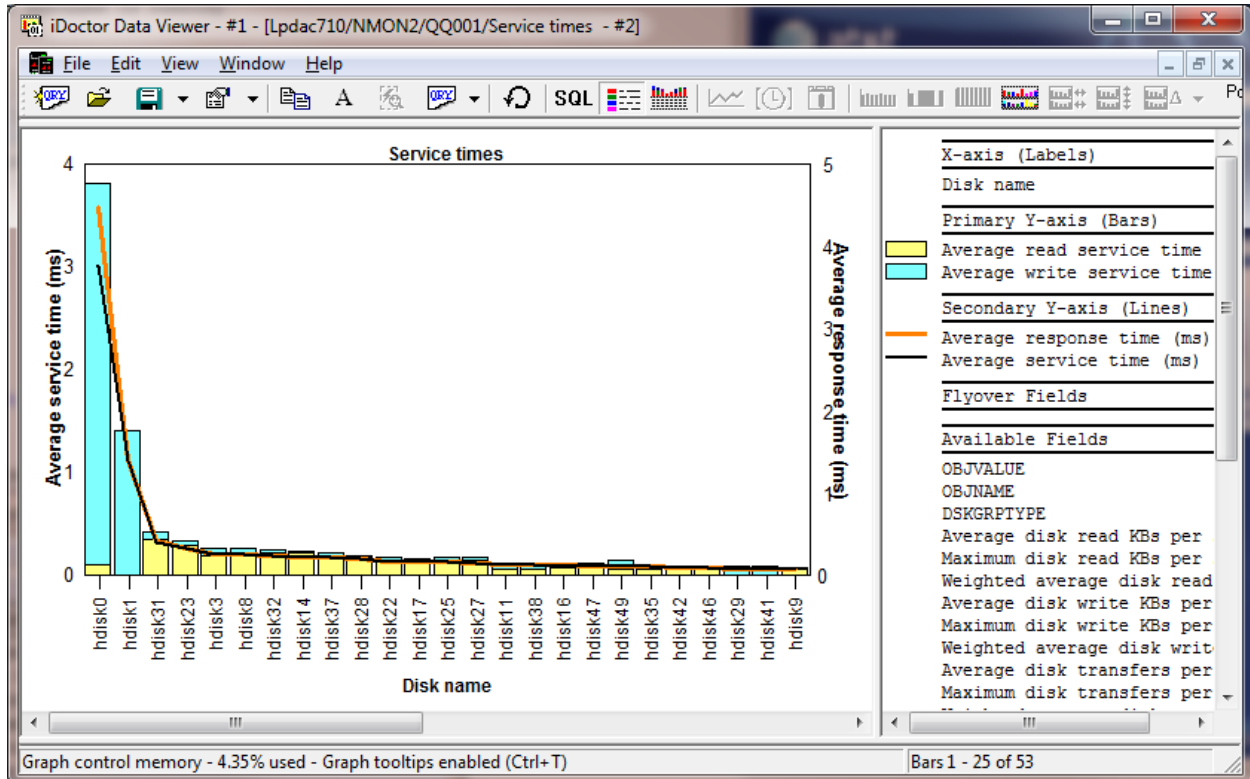 iDoctor Data Viewer - #1 - [Lpdac710/NMON2/QQ001/Service times - #2]
File Edit View Window Help
QRY A QRY SQL
Service times
4
3
2
1
0
Average service time (ms)
5
4
3
2
1
0
Average response time (ms)
hdisk0
hdisk1
hdisk31
hdisk23
hdisk3
hdisk8
hdisk32
hdisk14
hdisk37
hdisk28
hdisk22
hdisk17
hdisk25
hdisk27
hdisk11
hdisk38
hdisk16
hdisk47
hdisk49
hdisk35
hdisk42
hdisk46
hdisk29
hdisk41
hdisk9
Disk name
X-axis (Labels)
Disk name
Primary Y-axis (Bars)
Average read service time
Average write service time
Secondary Y-axis (Lines)
Average response time (ms)
Average service time (ms)
Flyover Fields
Available Fields
OBJVALUE
OBJNAME
DSKGRPTYPE
Average disk read KBs per
Maximum disk read KBs per
Weighted average disk read
Average disk write KBs per
Maximum disk write KBs per
Weighted average disk writ
Average disk transfers per
Maximum disk transfers per
Graph control memory - 4.35% used - Graph tooltips enabled (Ctrl+T)
Bars 1 - 25 of 53